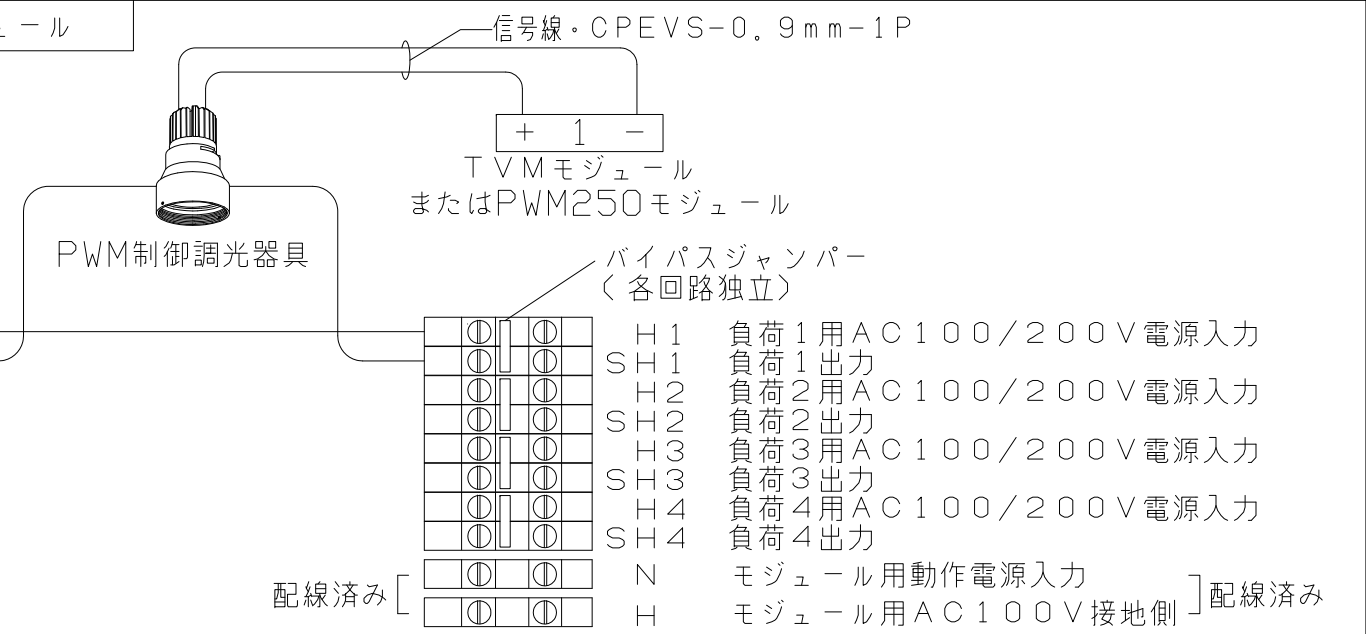 ュール
信号線・CPEVS-0.9mm-1P
+ 1 -
TVMモジュール
またはPWM250モジュール
PWM制御調光器具
バイパスジャンパー
(各回路独立)
H1 負荷1用AC100/200V電源入力
SH1 負荷1出力
H2 負荷2用AC100/200V電源入力
SH2 負荷2出力
H3 負荷3用AC100/200V電源入力
SH3 負荷3出力
H4 負荷4用AC100/200V電源入力
SH4 負荷4出力
配線済み
N モジュール用動作電源入力
H モジュール用AC100V接地側
配線済み